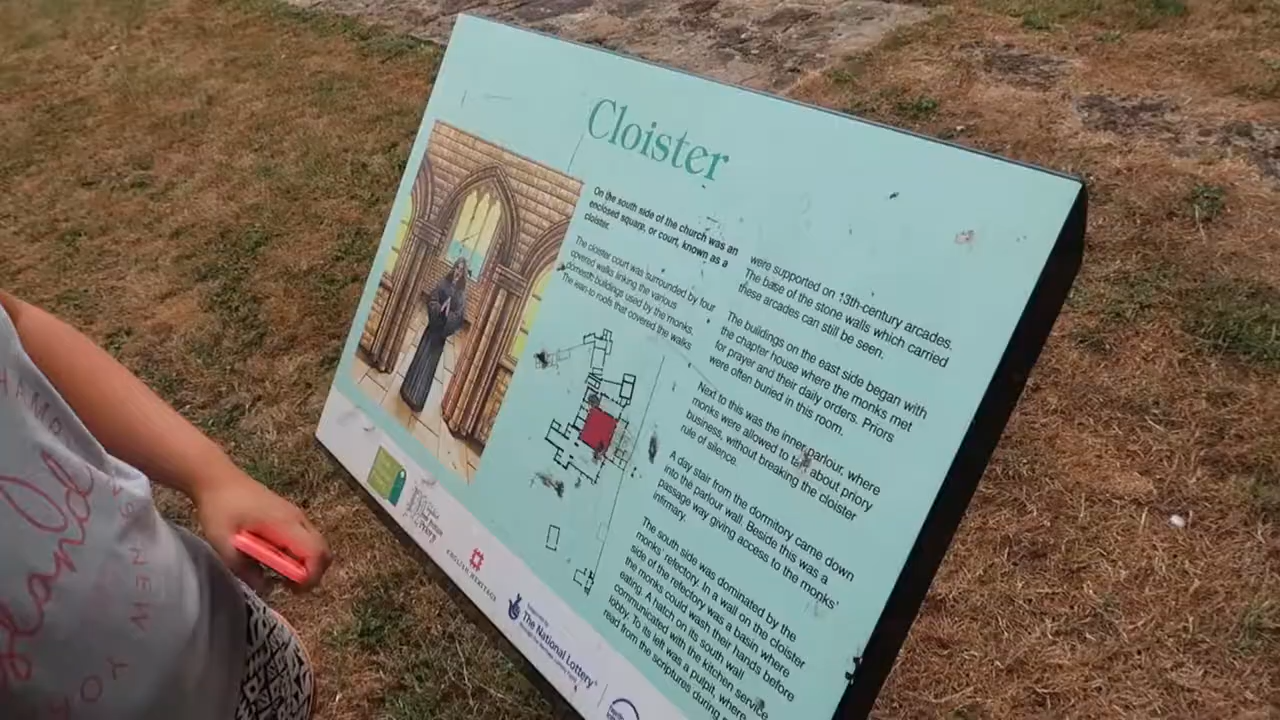 Cloister
On the south side of the church was an
enclosed square, or court, known as a
cloister.
The cloister court was surrounded by four
covered walks linking the various
domestic buildings used by the monks.
The lean-to roofs that covered the walks
were supported on 13th-century arcades.
The base of the stone walls which carried
these arcades can still be seen.
The buildings on the east side began with
the chapter house where the monks met
for prayer and their daily orders. Priors
were often buried in this room.
Next to this was the inner parlour, where
monks were allowed to talk about priory
business, without breaking the cloister
rule of silence.
A day stair from the dormitory came down
into the parlour wall. Beside this was a
passage way giving access to the monks'
infirmary.
The south side was dominated by the
monks' refectory. In a wall on the cloister
side of the refectory was a basin where
the monks could wash their hands before
eating. A hatch on its south wall
communicated with the kitchen service
lobby. To its left was a pulpit, where
read from the scriptures during
Priory
ENGLISH HERITAGE
The National Lottery
HAMP
NEW
YO